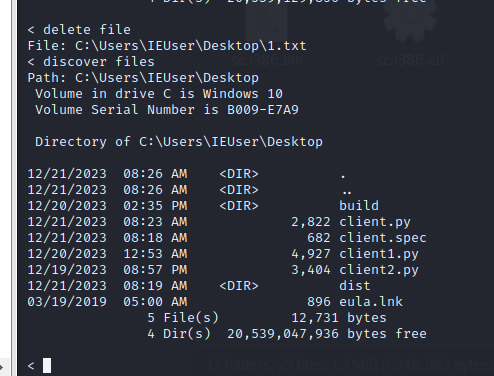 4 Dir(s)  20,539,129,856 bytes free
< delete file
File: C:\Users\IEUser\Desktop\1.txt
< discover files
Path: C:\Users\IEUser\Desktop
Volume in drive C is Windows 10
Volume Serial Number is B009-E7A9
Directory of C:\Users\IEUser\Desktop
12/21/2023  08:26 AM    <DIR>          .
12/21/2023  08:26 AM    <DIR>          ..
12/20/2023  02:35 PM    <DIR>          build
12/21/2023  08:23 AM             2,822 client.py
12/21/2023  08:18 AM               682 client.spec
12/20/2023  12:53 AM             4,927 client1.py
12/19/2023  08:57 PM             3,404 client2.py
12/21/2023  08:19 AM    <DIR>          dist
03/19/2019  05:00 AM               896 eula.lnk
5 File(s)         12,731 bytes
4 Dir(s)  20,539,047,936 bytes free
<
sc.i386.bin
sc.i386.elf